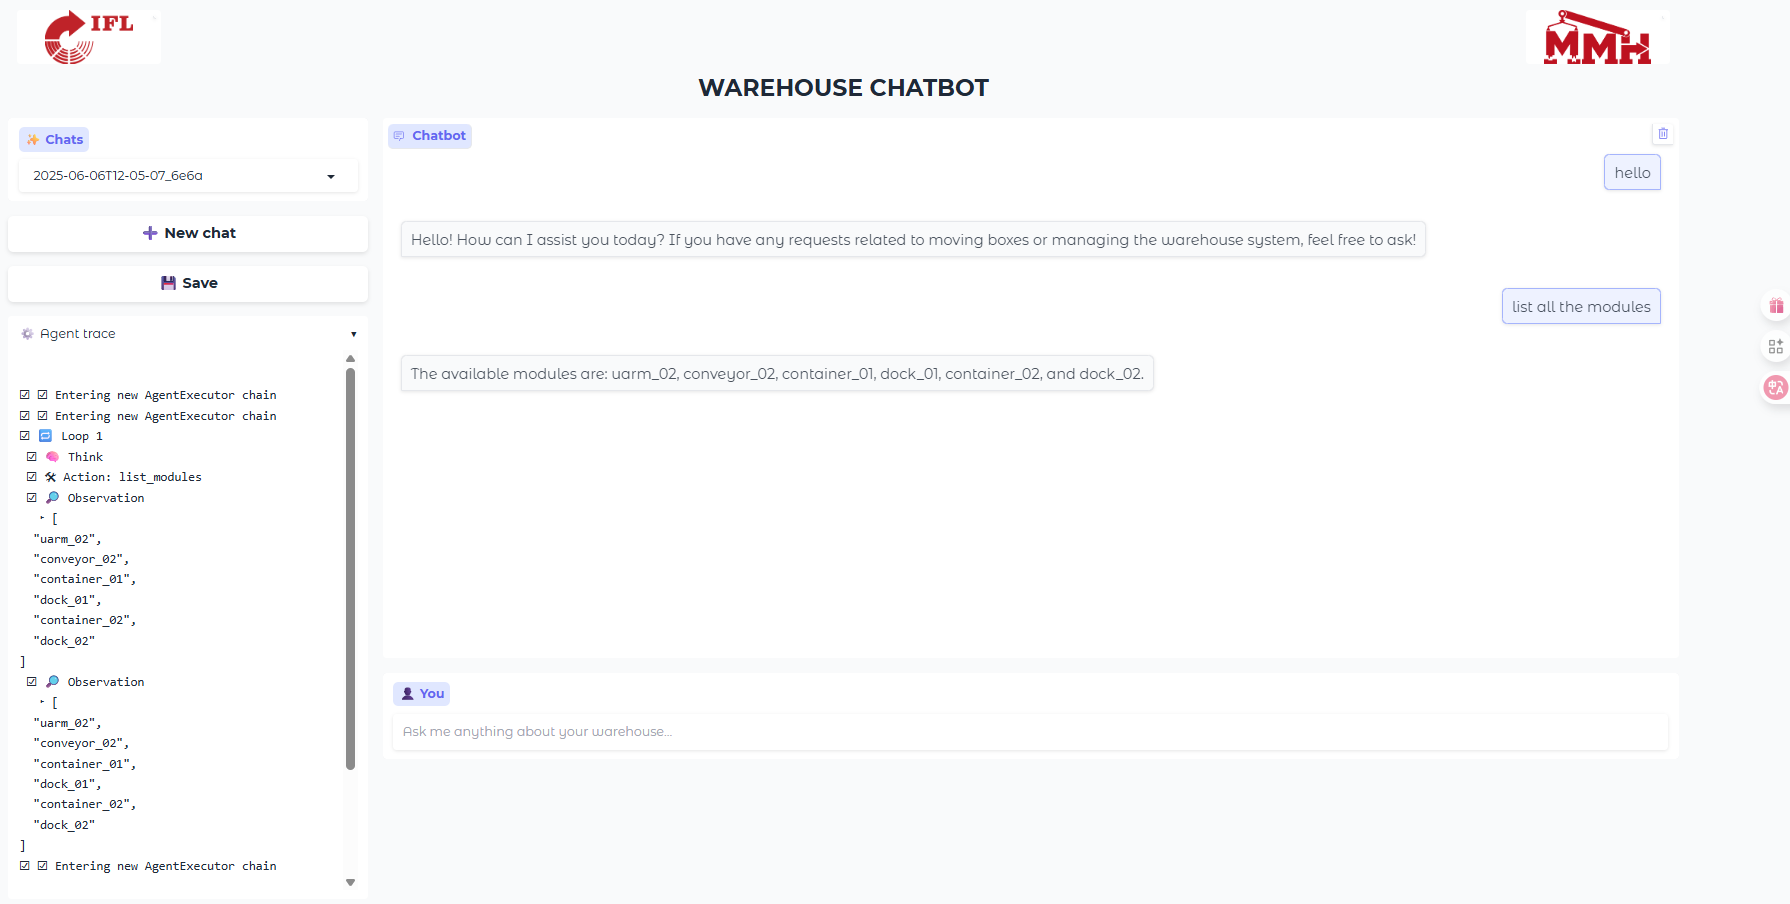 IFL
MMH
WAREHOUSE CHATBOT
Chats
2025-06-06T12-05-07_6e6a
New chat
Save
Agent trace
Entering new AgentExecutor chain
Entering new AgentExecutor chain
Loop 1
Think
Action: list_modules
Observation
[
"uarm_02",
"conveyor_02",
"container_01",
"dock_01",
"container_02",
"dock_02"
]
Observation
[
"uarm_02",
"conveyor_02",
"container_01",
"dock_01",
"container_02",
"dock_02"
]
Entering new AgentExecutor chain
Chatbot
hello
Hello! How can I assist you today? If you have any requests related to moving boxes or managing the warehouse system, feel free to ask!
list all the modules
The available modules are: uarm_02, conveyor_02, container_01, dock_01, container_02, and dock_02.
You
Ask me anything about your warehouse...
中A